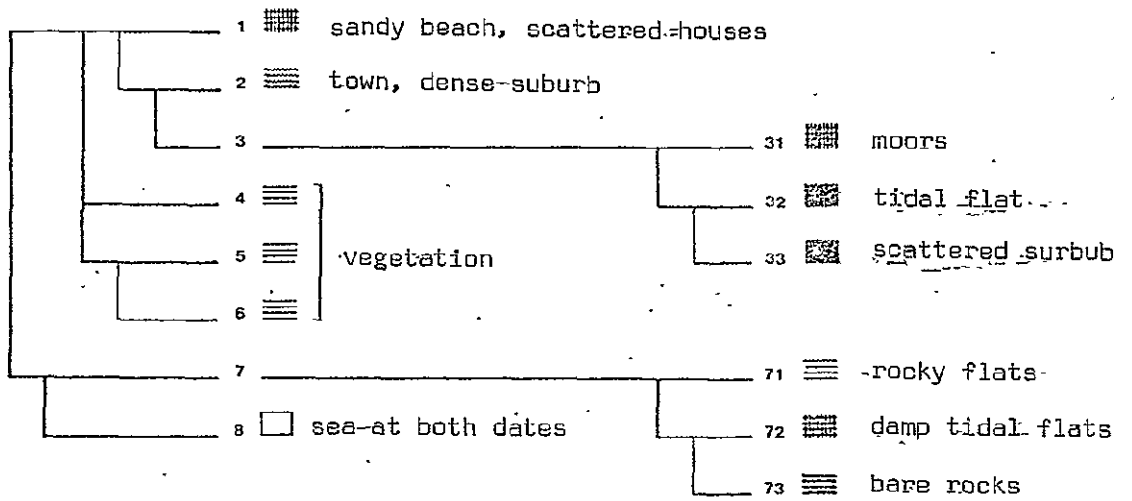 1 sandy beach, scattered houses
2 town, dense-suburb
3 31 moors
4 32 tidal flat
5 vegetation 33 scattered surbub
6
7 71 rocky flats
8 sea-at both dates 72 damp tidal flats
73 bare rocks